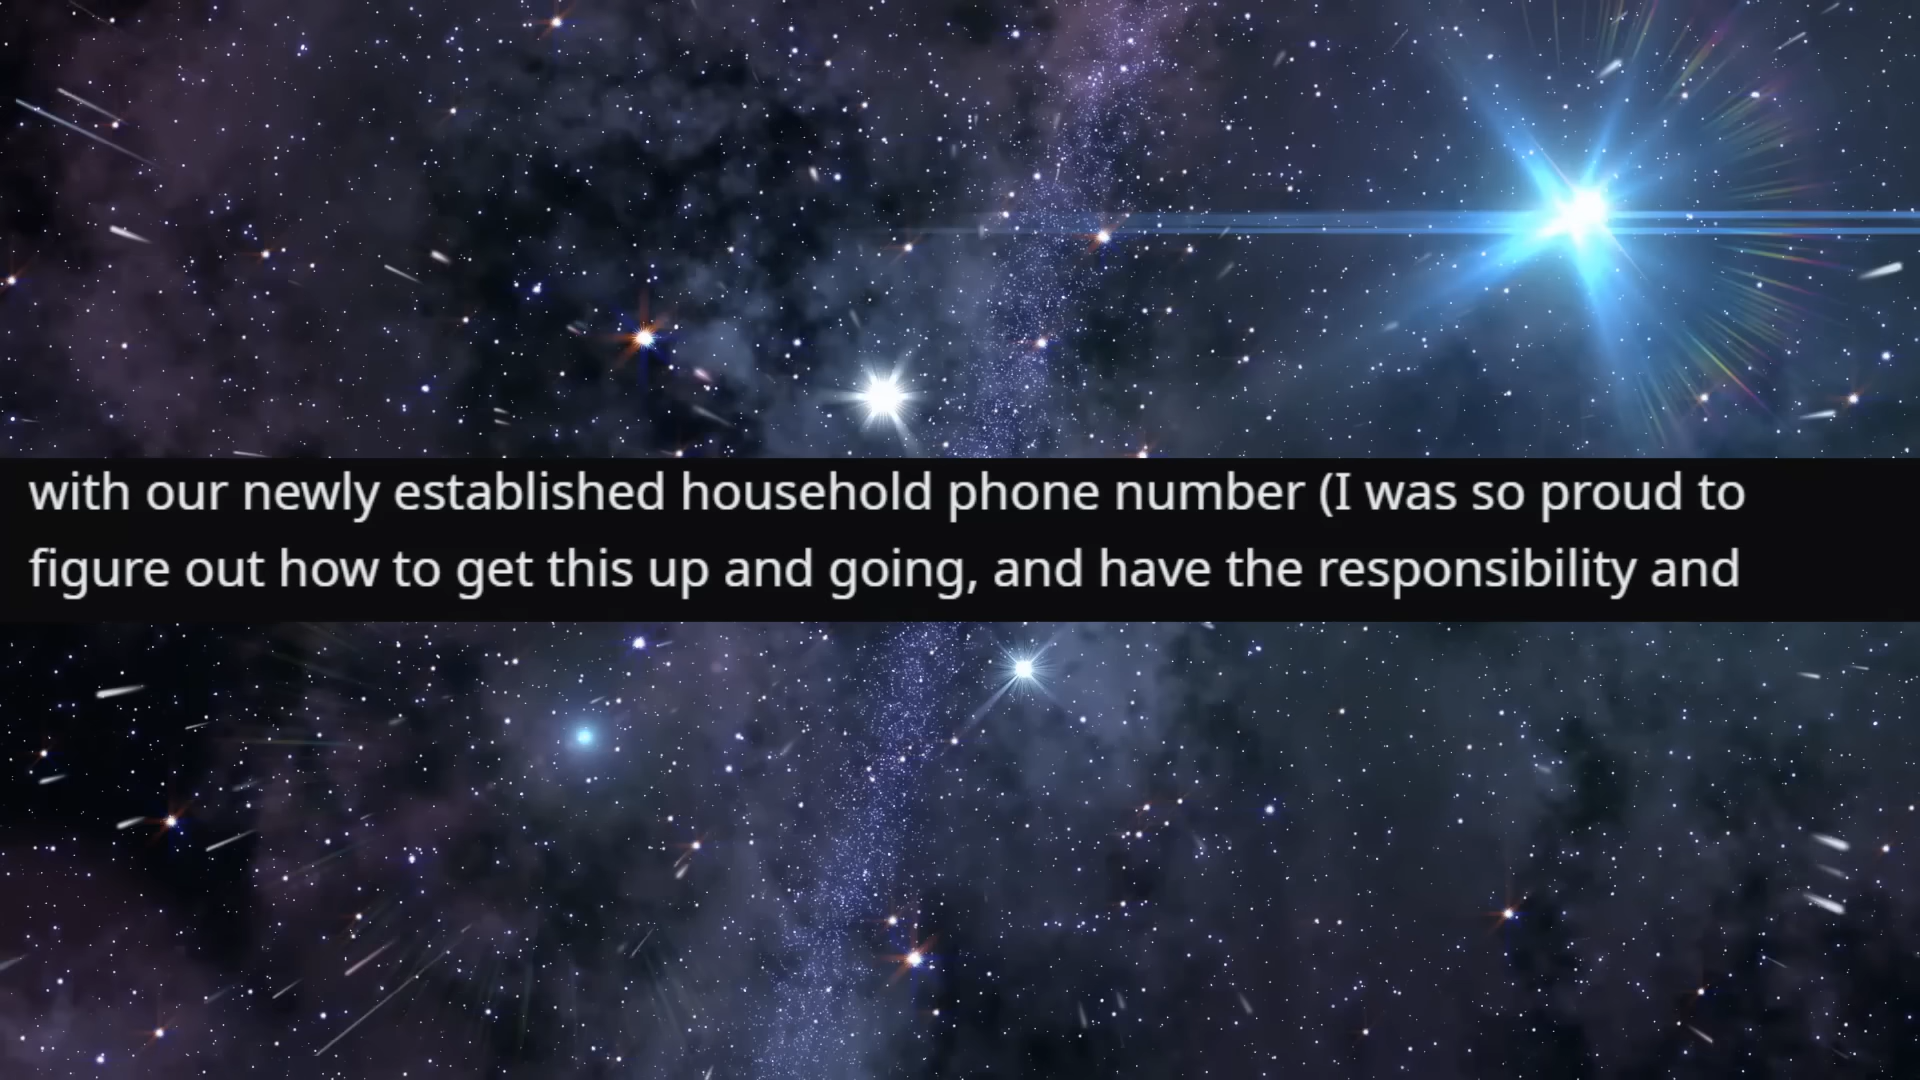 with our newly established household phone number (I was so proud to
figure out how to get this up and going, and have the responsibility and